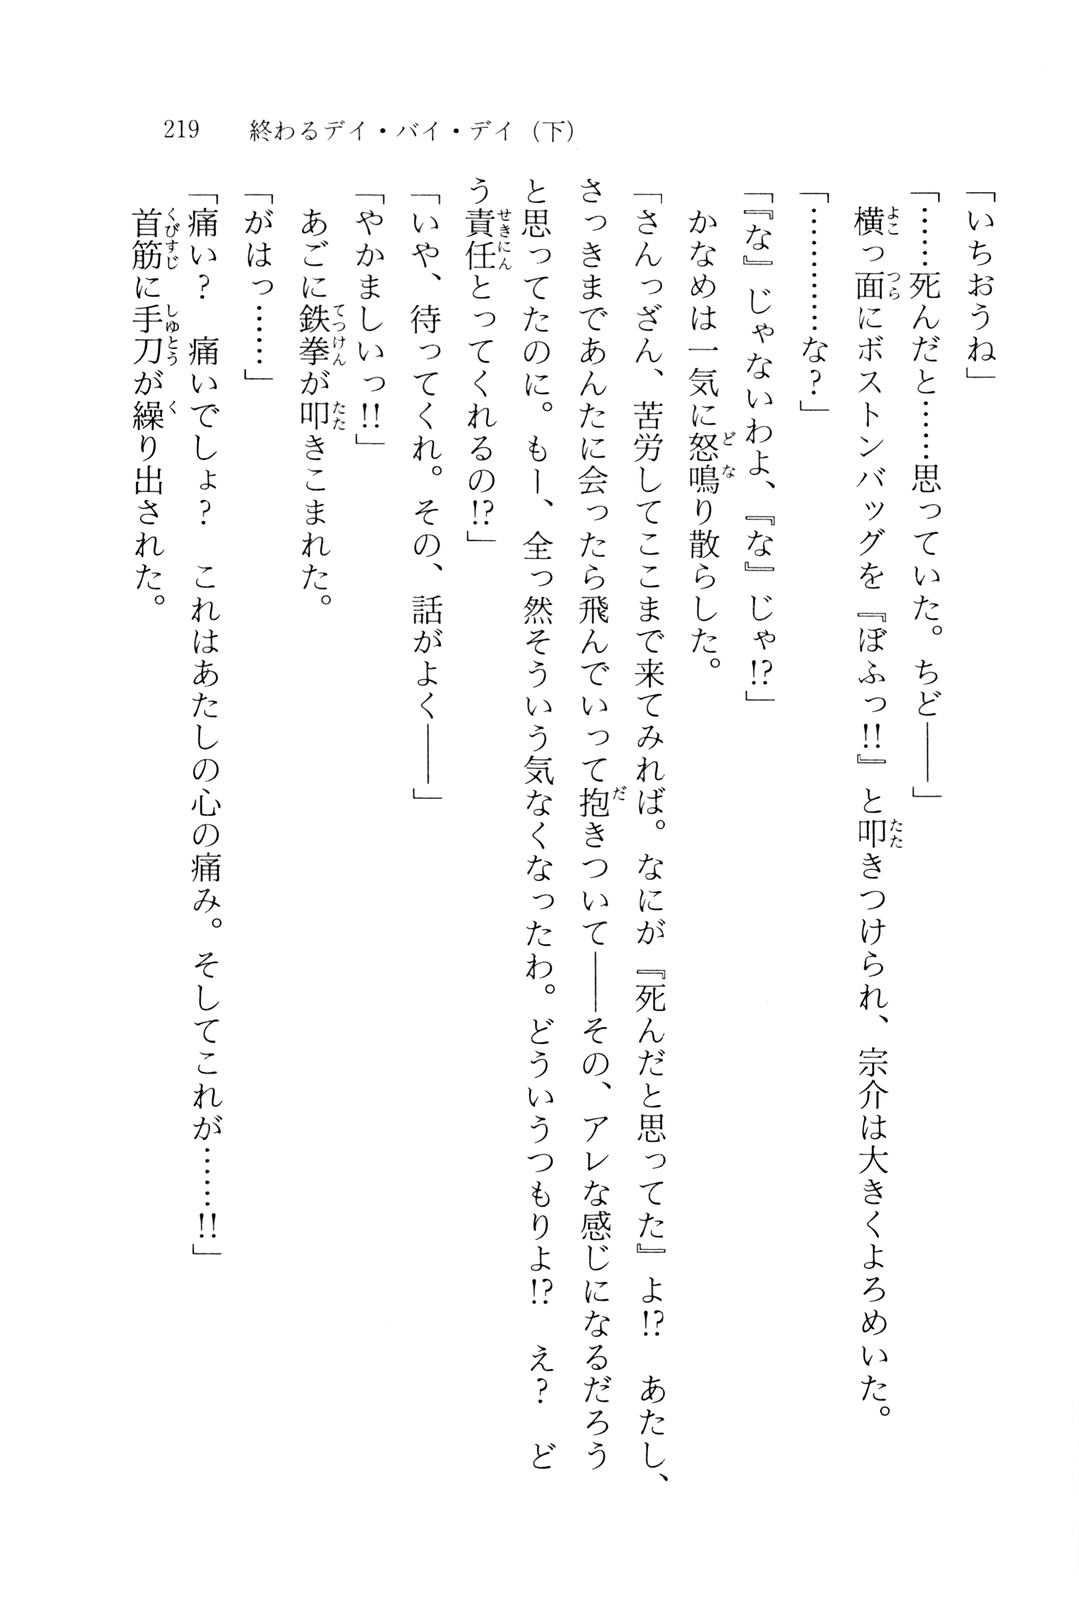 219　終わるデイ・バイ・デイ（下）
「いちおうね」
「……死んだと……思っていた。ちど――」
横っ面にボストンバッグを『ぼふっ!!』と叩きつけられ、宗介は大きくよろめいた。
「…………な？」
「『な』じゃないわよ、『な』じゃ!?」
かなめは一気に怒鳴り散らした。
「さんっざん、苦労してここまで来てみれば。なにが『死んだと思ってた』よ!?　あたし、
さっきまであんたに会ったら飛んでいって抱きついて――その、アレな感じになるだろう
と思ってたのに。もー、全っ然そういう気なくなったわ。どういうつもりよ!?　え？　ど
う責任とってくれるの!?」
「いや、待ってくれ。その、話がよく――」
「やかましいっ!!」
あごに鉄拳が叩きこまれた。
「がはっ……」
「痛い？　痛いでしょ？　これはあたしの心の痛み。そしてこれが……!!」
首筋に手刀が繰り出された。